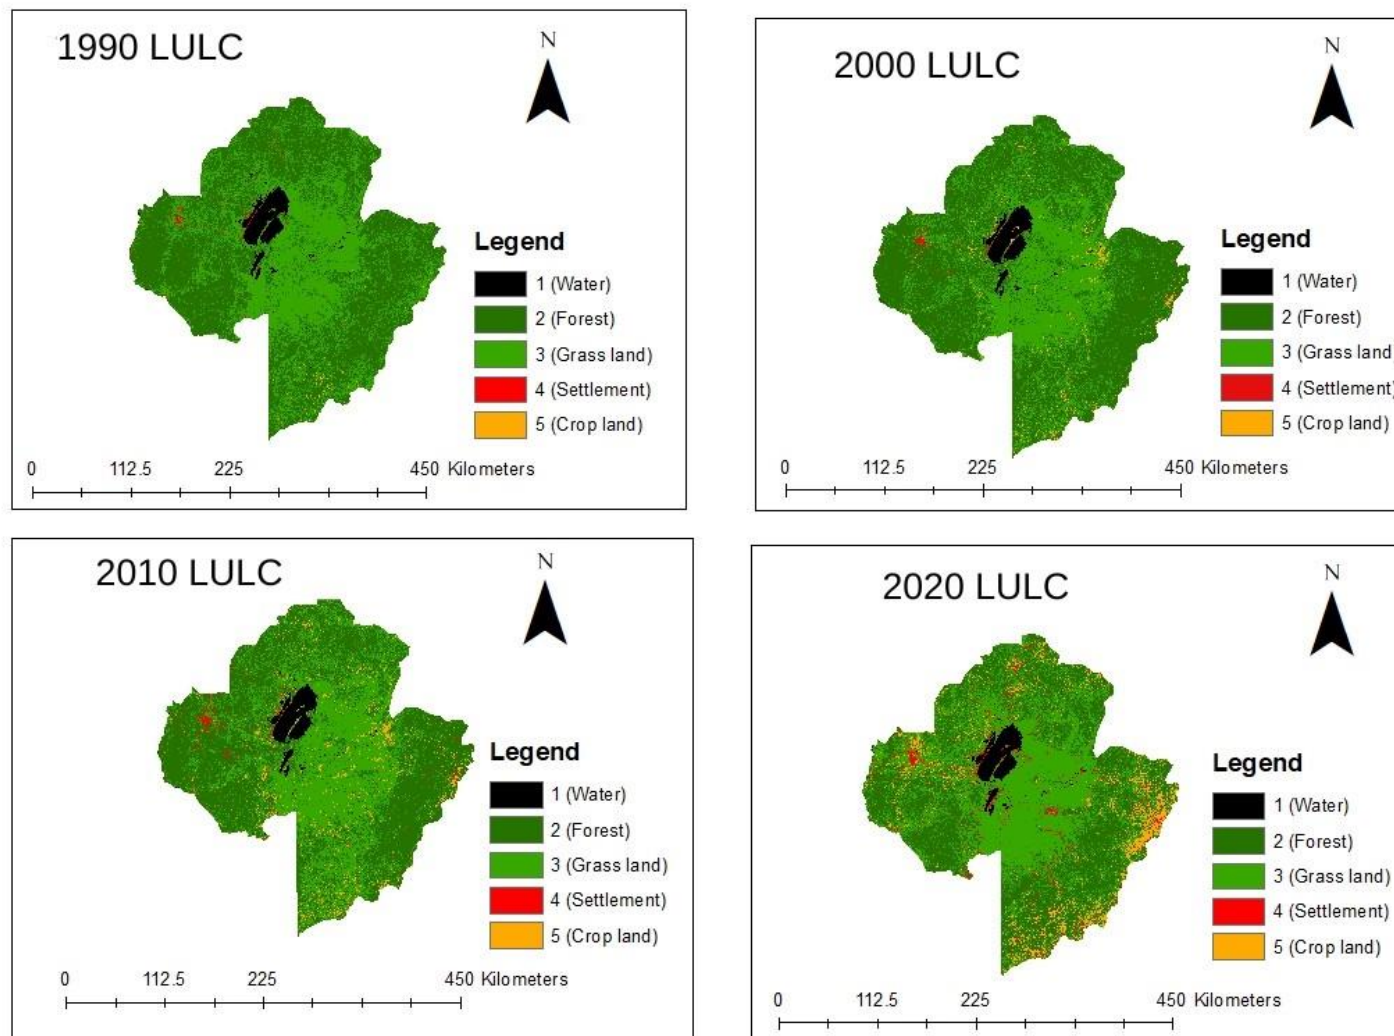 1990 LULC
N
Legend
1 (Water)
2 (Forest)
3 (Grass land)
4 (Settlement)
5 (Crop land)
0 112.5 225 450 Kilometers
2000 LULC
N
Legend
1 (Water)
2 (Forest)
3 (Grass land
4 (Settlement)
5 (Crop land)
0 112.5 225 450 Kilometers
2010 LULC
N
Legend
1 (Water)
2 (Forest)
3 (Grass land)
4 (Settlement)
5 (Crop land)
0 112.5 225 450 Kilometers
2020 LULC
N
Legend
1 (Water)
2 (Forest)
3 (Grass land)
4 (Settlement)
5 (Crop land)
0 112.5 225 450 Kilometers